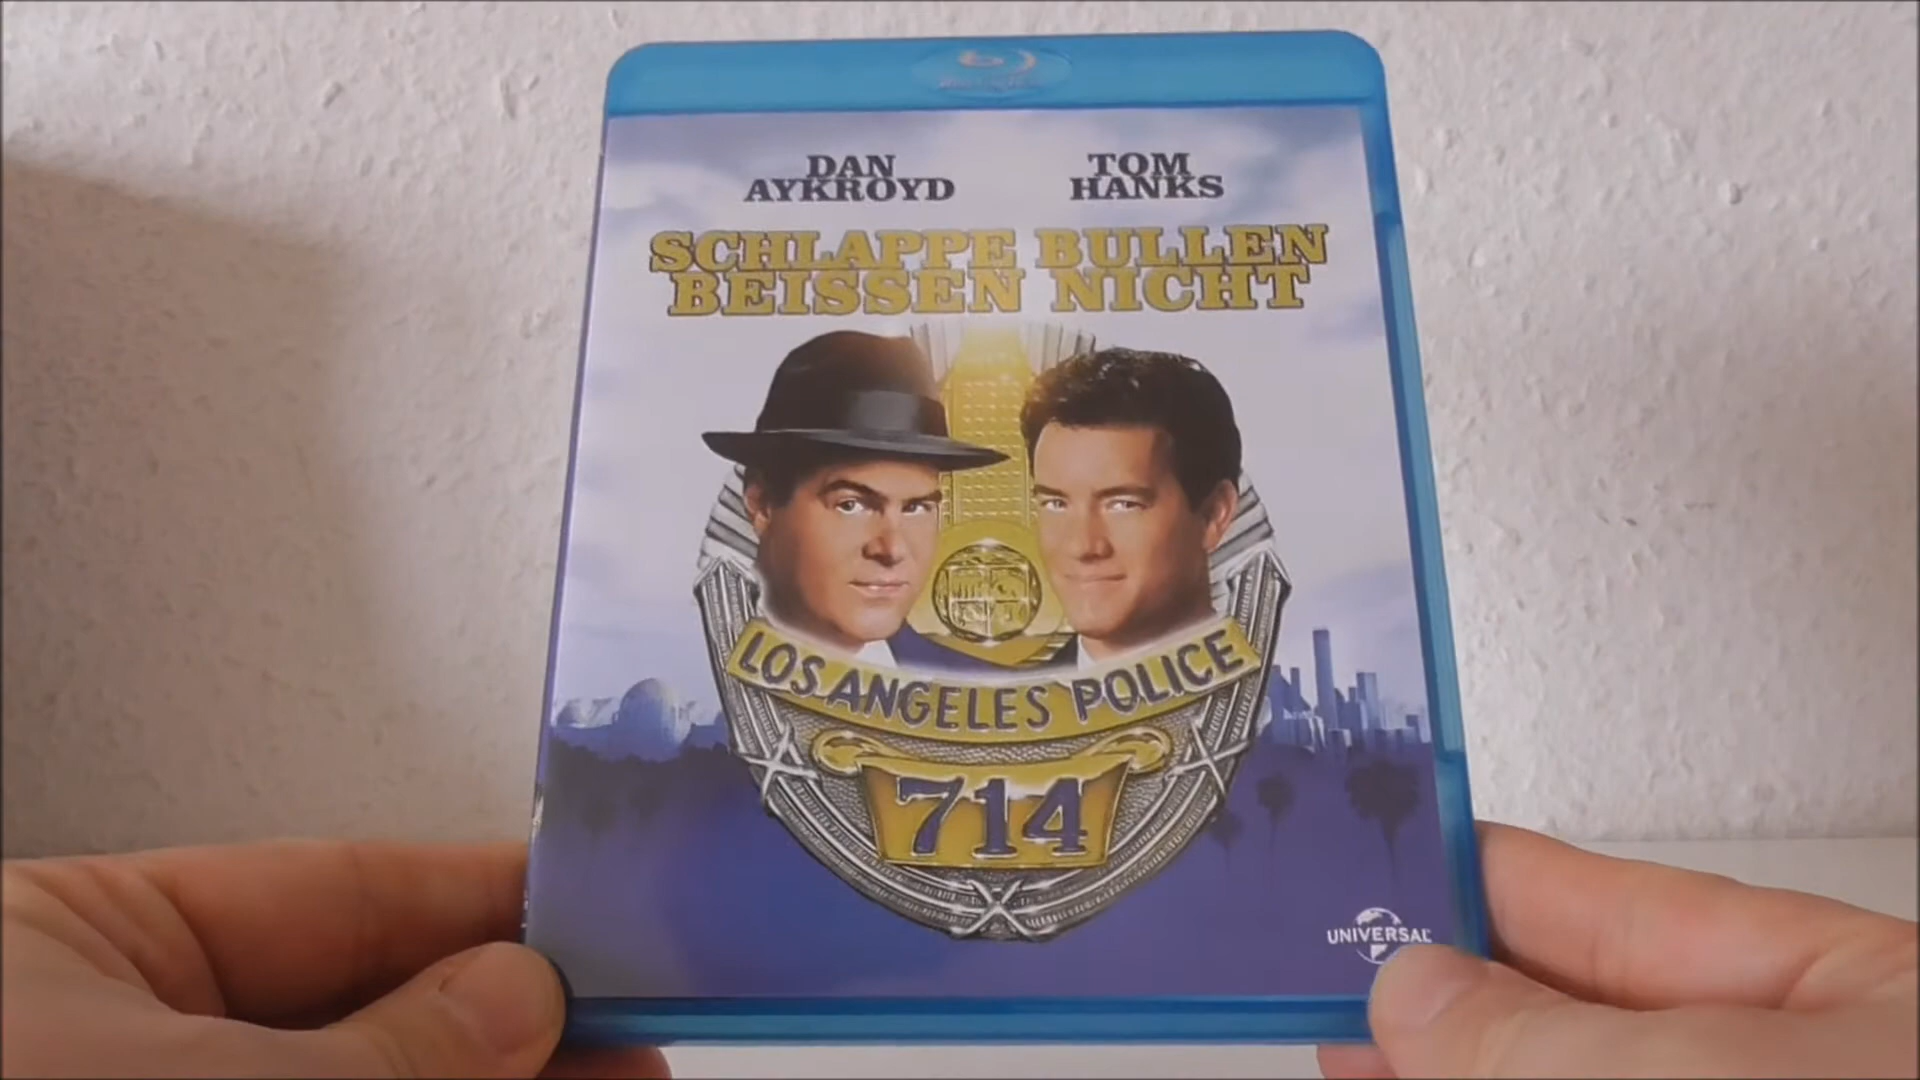 DAN
AYKROYD
TOM
HANKS
SCHLAPPE BULLEN
BEISSEN NICHT
LOS ANGELES POLICE
714
UNIVERSAL